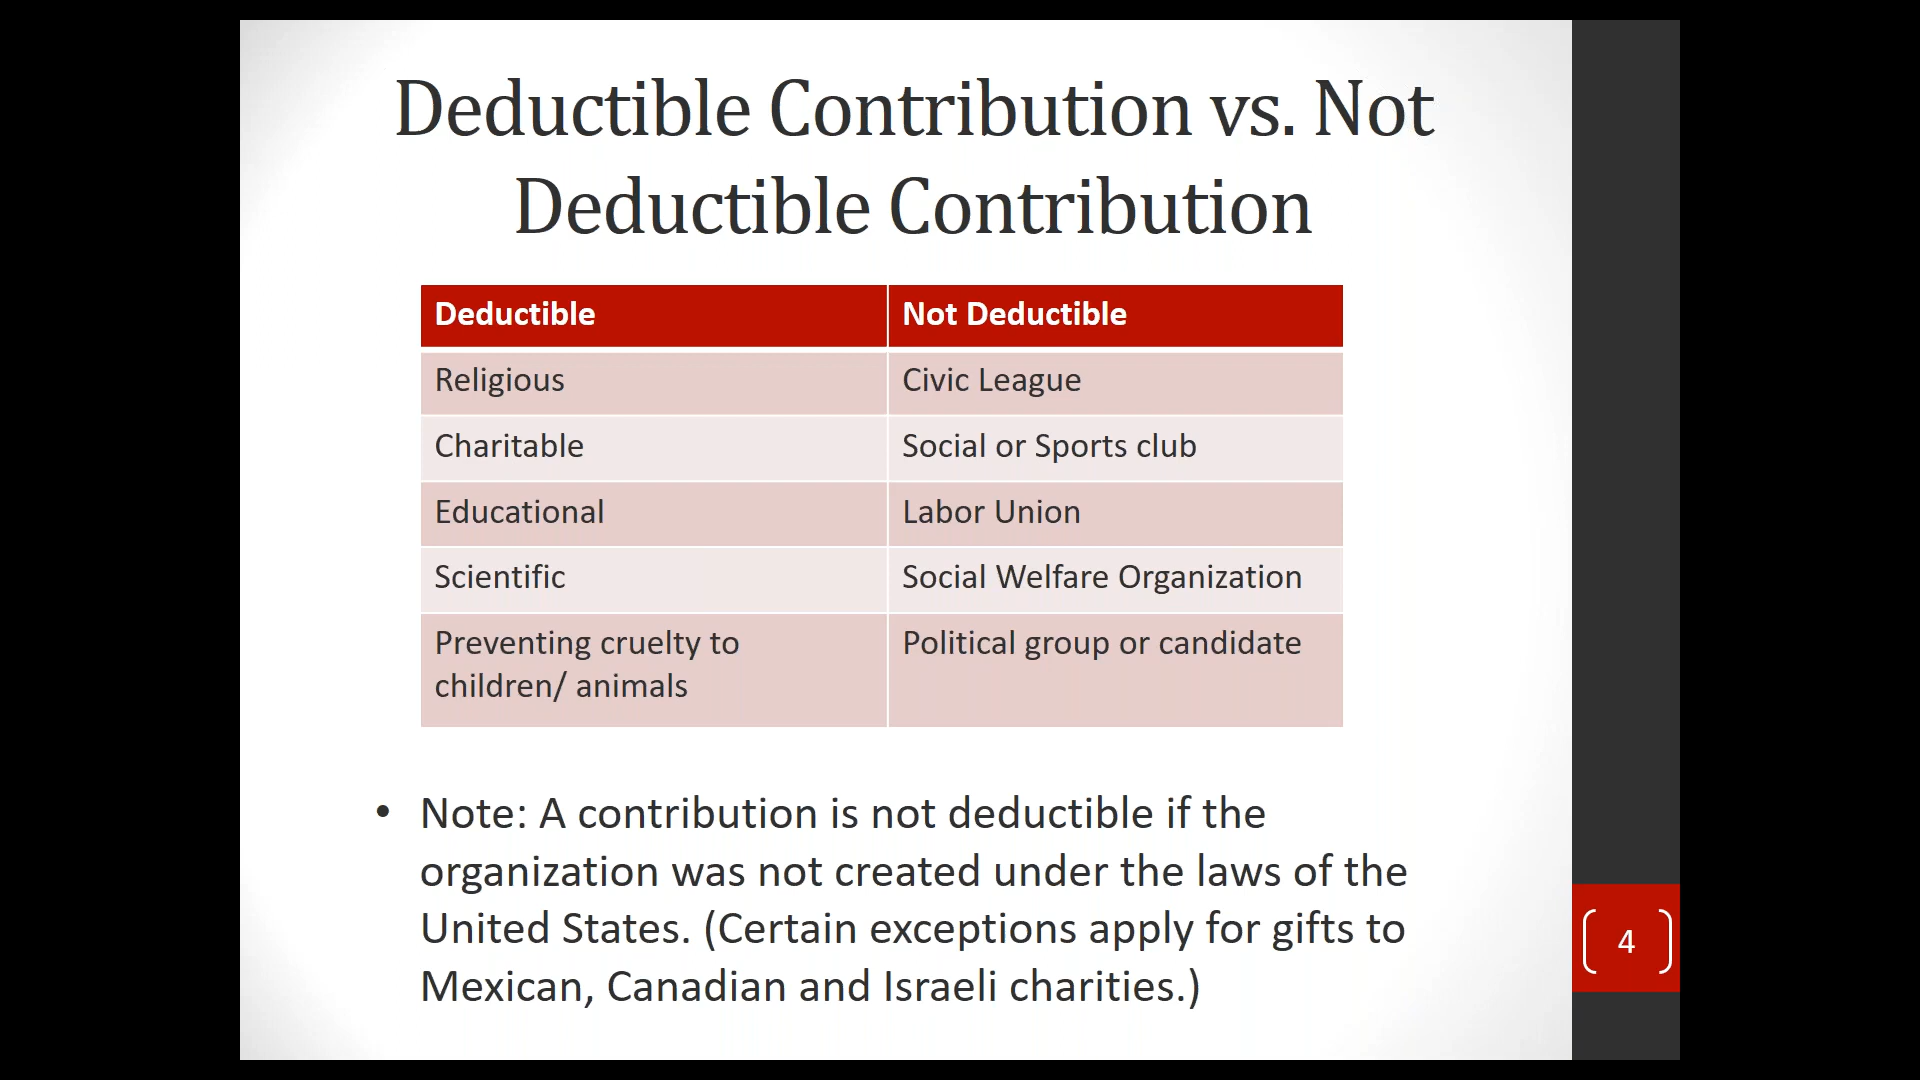 Deductible Contribution vs. Not
Deductible Contribution
Deductible
Not Deductible
Religious
Civic League
Charitable
Social or Sports club
Educational
Labor Union
Scientific
Social Welfare Organization
Preventing cruelty to
children/ animals
Political group or candidate
• Note: A contribution is not deductible if the
organization was not created under the laws of the
United States. (Certain exceptions apply for gifts to
Mexican, Canadian and Israeli charities.)
4